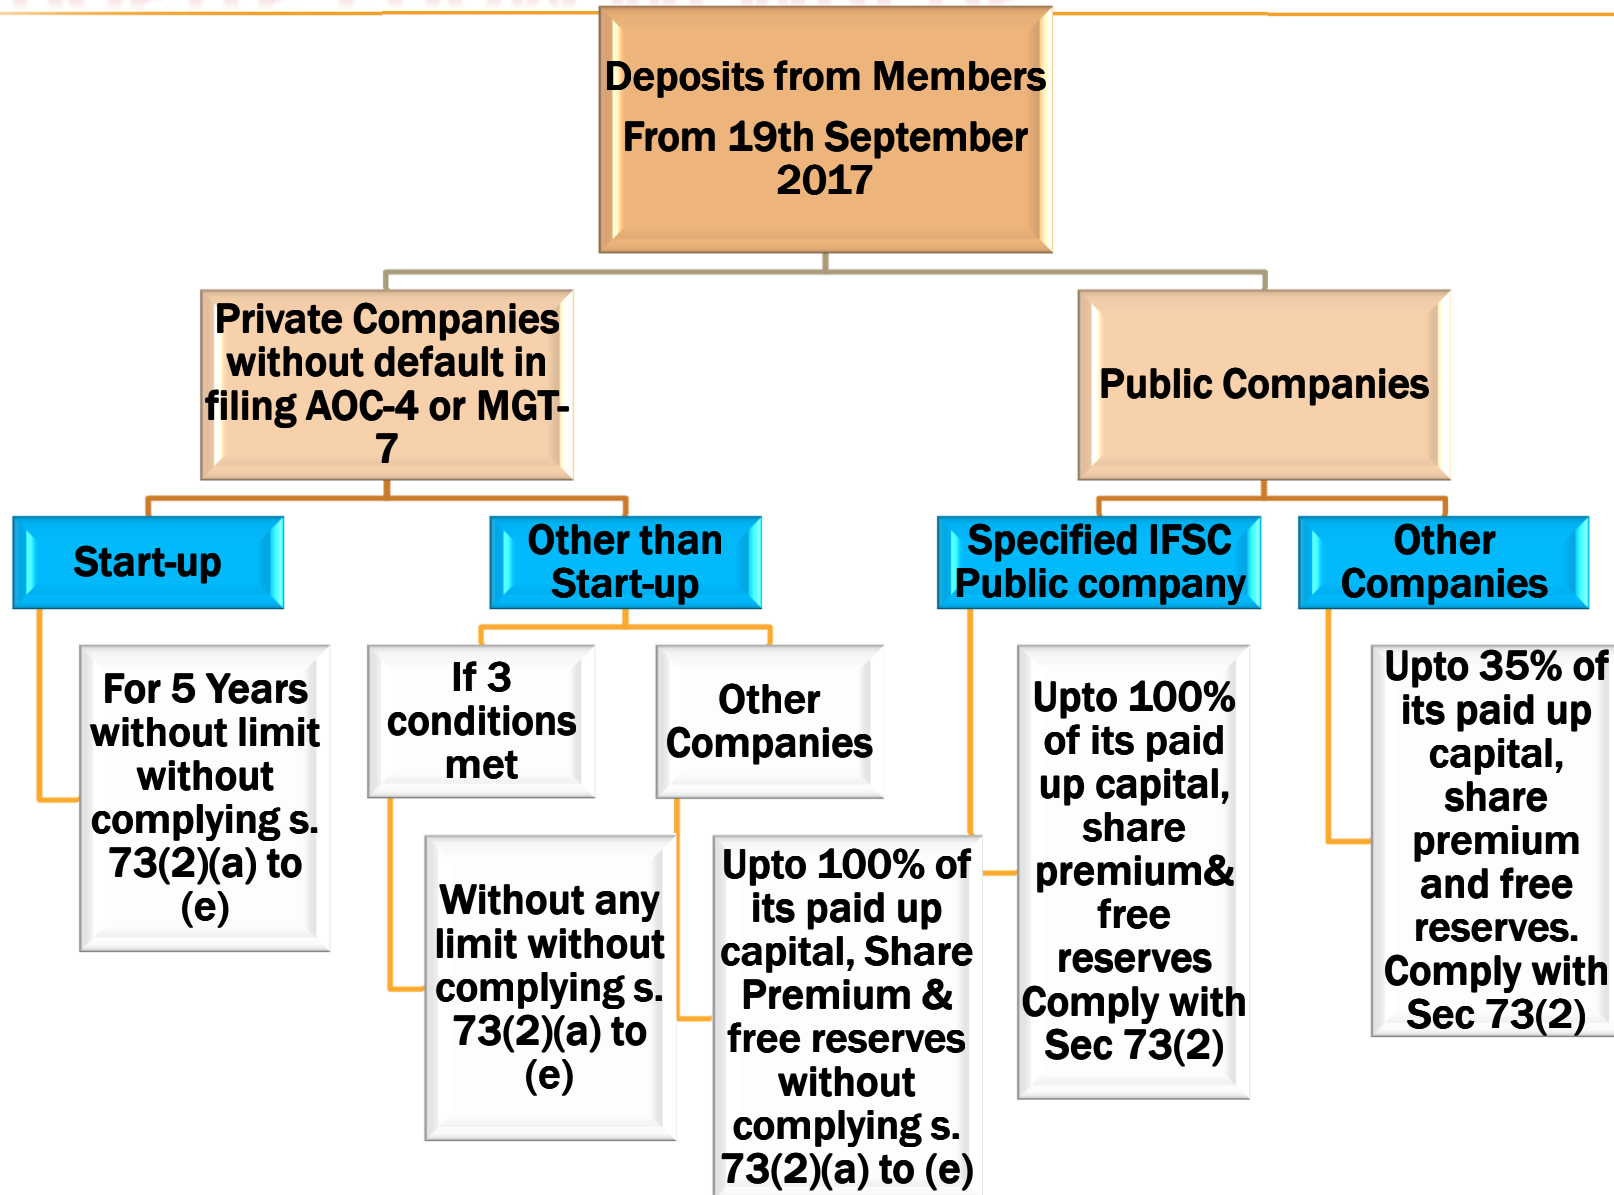 Deposits from Members
From 19th September
2017
Private Companies
without default in
filing AOC-4 or MGT-
7
Public Companies
Start-up
Other than
Start-up
Specified IFSC
Public company
Other
Companies
For 5 Years
without limit
without
complying s.
73(2)(a) to
(e)
If 3
conditions
met
Without any
limit without
complying s.
73(2)(a) to
(e)
Other
Companies
Upto 100% of
its paid up
capital, Share
Premium &
free reserves
without
complying s.
73(2)(a) to (e)
Upto 100%
of its paid
up capital,
share
premium&
free
reserves
Comply with
Sec 73(2)
Upto 35% of
its paid up
capital,
share
premium
and free
reserves.
Comply with
Sec 73(2)